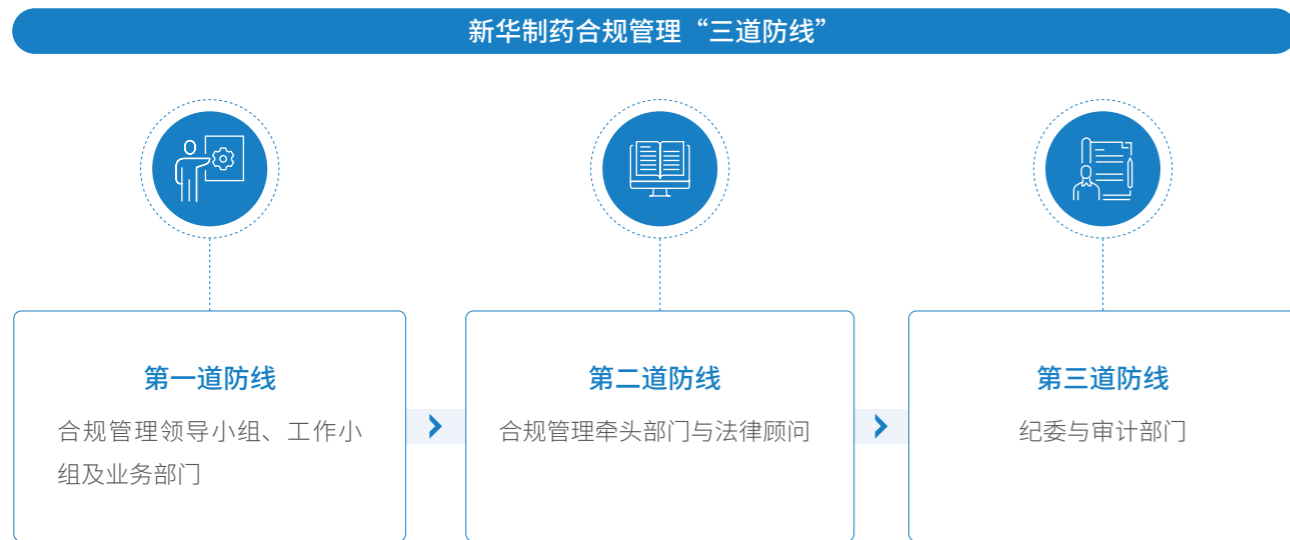 新华制药合规管理“三道防线”
第一道防线
合规管理领导小组、工作小
组及业务部门
第二道防线
合规管理牵头部门与法律顾问
第三道防线
纪委与审计部门